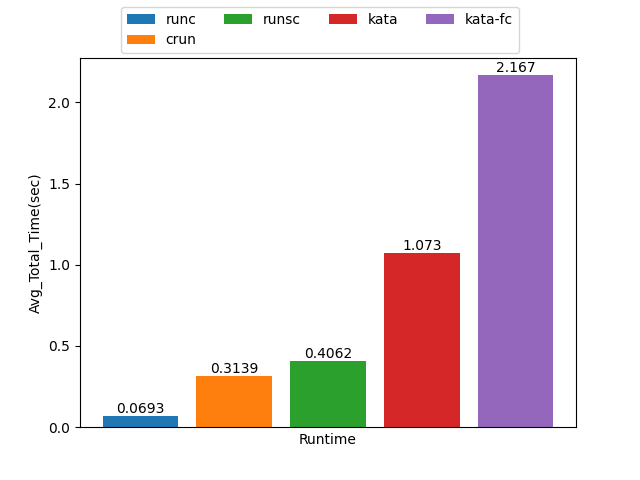 runc runsc kata kata-fc
crun
2.167
2.0
1.5
1.073
1.0
0.5
0.4062
0.3139
0.0693
0.0
Avg_Total_Time(sec)
Runtime